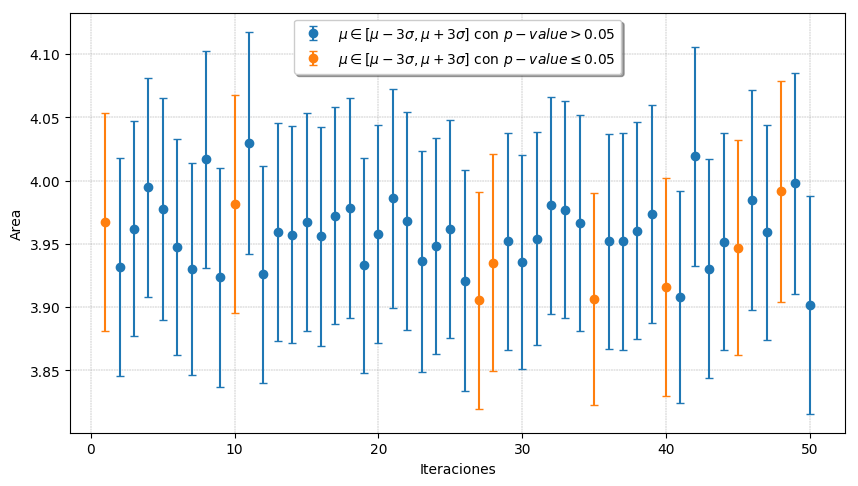 μ ∈ [μ − 3σ, μ + 3σ] con p − value > 0.05
μ ∈ [μ − 3σ, μ + 3σ] con p − value ≤ 0.05
Area
4.10
4.05
4.00
3.95
3.90
3.85
0 10 20 30 40 50
Iteraciones